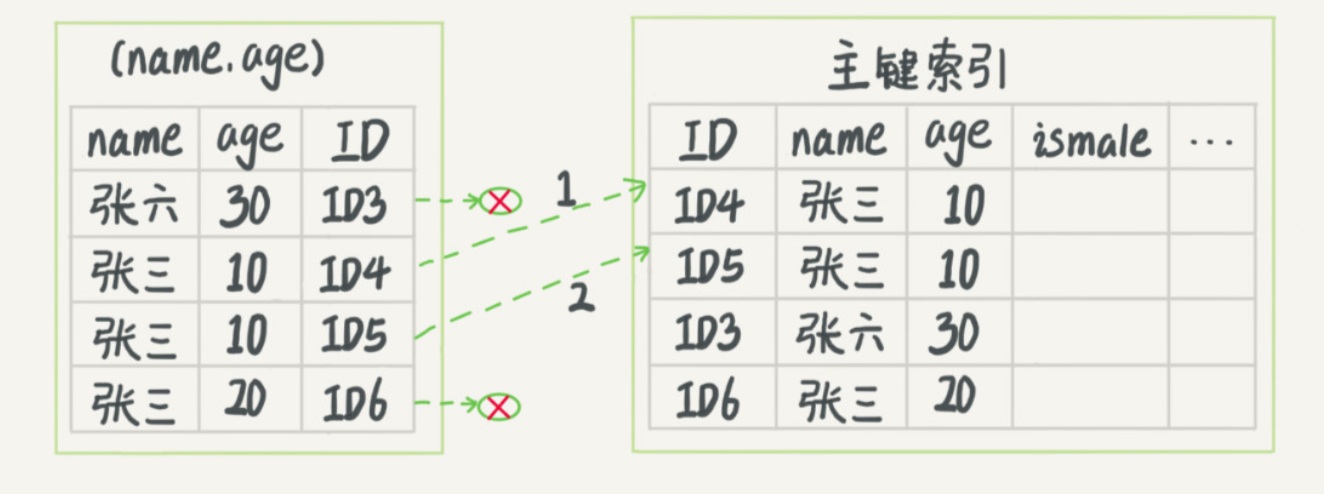 (name.age)
name age ID
张六 30 ID3
张三 10 ID4
张三 10 ID5
张三 20 ID6
1
2
主键索引
ID name age ismale ...
ID4 张三 10
ID5 张三 10
ID3 张六 30
ID6 张三 20